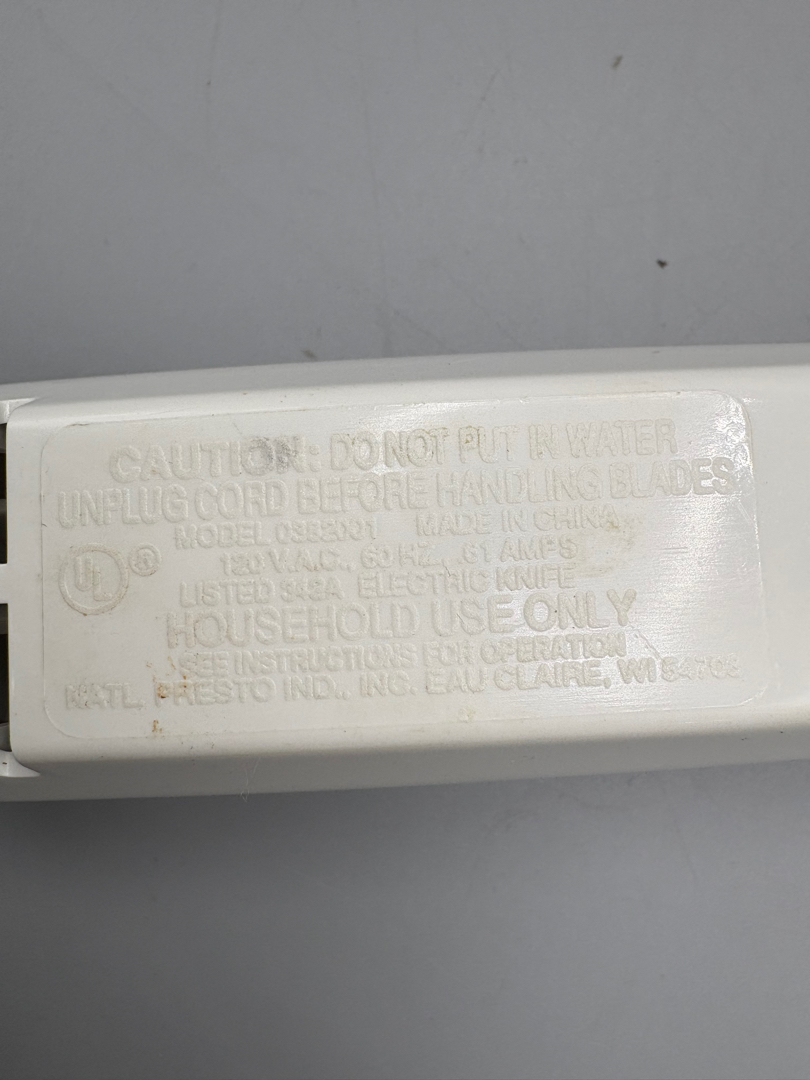 CAUTION: DO NOT PUT IN WATER
UNPLUG CORD BEFORE HANDLING BLADES
MODEL 0382001 MADE IN CHINA
120 V.A.C., 60 HZ., .61 AMPS
UL ®
LISTED 342A ELECTRIC KNIFE
HOUSEHOLD USE ONLY
SEE INSTRUCTIONS FOR OPERATION
NATL. PRESTO IND., INC. EAU CLAIRE, WI 54703